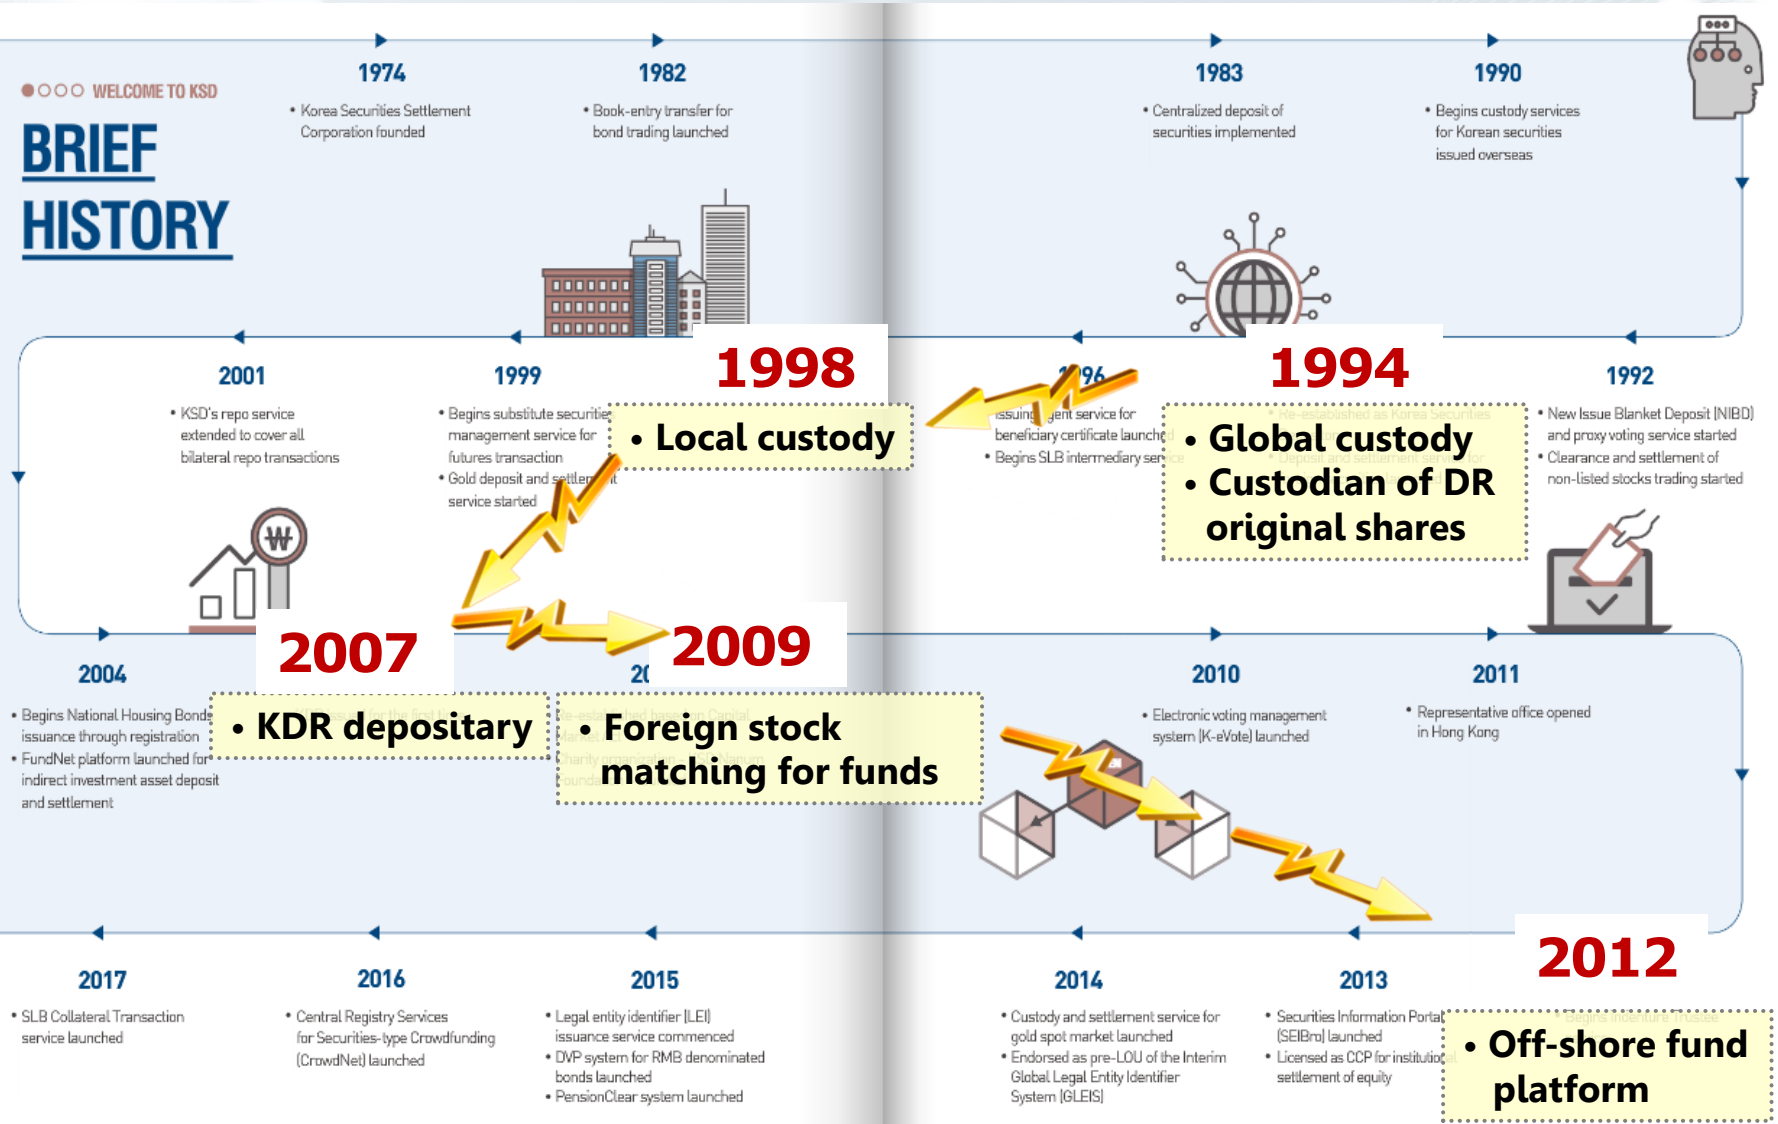 WELCOME TO KSD
BRIEF
HISTORY
1974
• Korea Securities Settlement
Corporation founded
1982
• Book-entry transfer for
bond trading launched
1983
• Centralized deposit of
securities implemented
1990
• Begins custody services
for Korean securities
issued overseas
1992
• New Issue Blanket Deposit (NIBD)
and proxy voting service started
• Clearance and settlement of
non-listed stocks trading started
1994
• Global custody
• Custodian of DR
original shares
96
Issuing agent service for
beneficiary certificate launched
• Begins SLB intermediary service
1998
• Local custody
1999
• Begins substitute securities
management service for
futures transaction
• Gold deposit and settlement
service started
2001
• KSD's repo service
extended to cover all
bilateral repo transactions
2004
• Begins National Housing Bonds
issuance through registration
• FundNet platform launched for
indirect investment asset deposit
and settlement
2007
• KDR depositary
2009
• Foreign stock
matching for funds
2010
• Electronic voting management
system (K-eVote) launched
2011
• Representative office opened
in Hong Kong
2012
• Off-shore fund
platform
2013
• Securities Information Portal
(SEIBro) launched
• Licensed as CCP for institutional
settlement of equity
2014
• Custody and settlement service for
gold spot market launched
• Endorsed as pre-LOU of the Interim
Global Legal Entity Identifier
System (GLEIS)
2015
• Legal entity identifier (LEI)
issuance service commenced
• DVP system for RMB denominated
bonds launched
• PensionClear system launched
2016
• Central Registry Services
for Securities-type Crowdfunding
(CrowdNet) launched
2017
• SLB Collateral Transaction
service launched